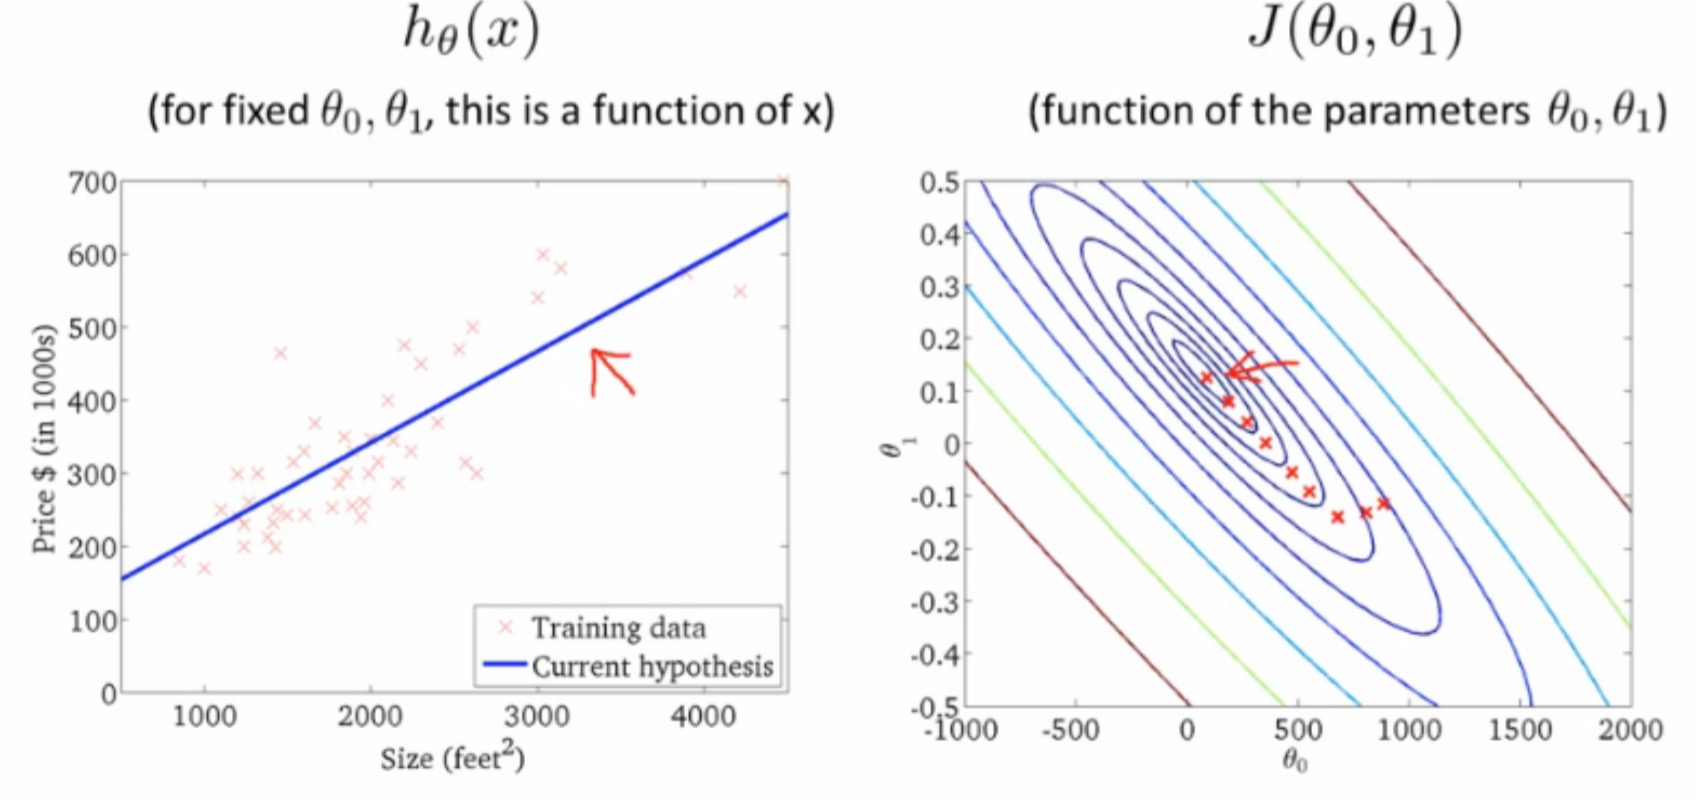 h_θ(x)
(for fixed θ₀, θ₁, this is a function of x)
700
600
500
400
300
200
100
0
Price $ (in 1000s)
1000 2000 3000 4000
Size (feet²)
Training data
Current hypothesis
J(θ₀, θ₁)
(function of the parameters θ₀, θ₁)
0.5
0.4
0.3
0.2
0.1
0
-0.1
-0.2
-0.3
-0.4
-0.5
θ₁
-1000 -500 0 500 1000 1500 2000
θ₀